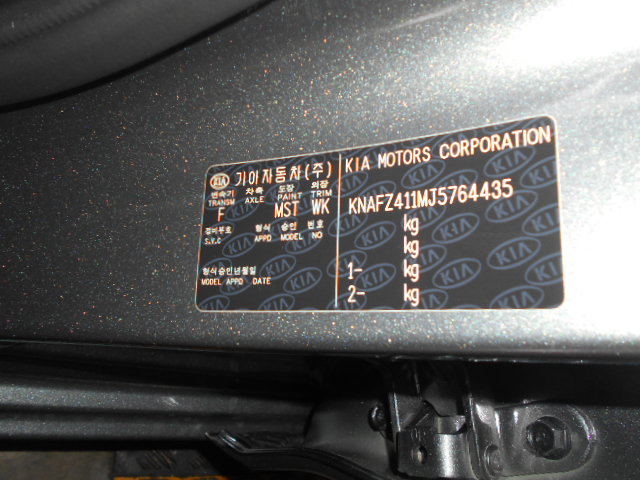 KIA 기아자동차(주)
변속기 차축 도장 외장
TRANSM AXLE PAINT TRIM
F MST WK
정비부호 형식 승인 번호
S.V.C APPD MODEL NO
형식승인년월일
MODEL APPD DATE
KIA MOTORS CORPORATION
KNAFZ411MJ5764435
kg
kg
1- kg
2- kg